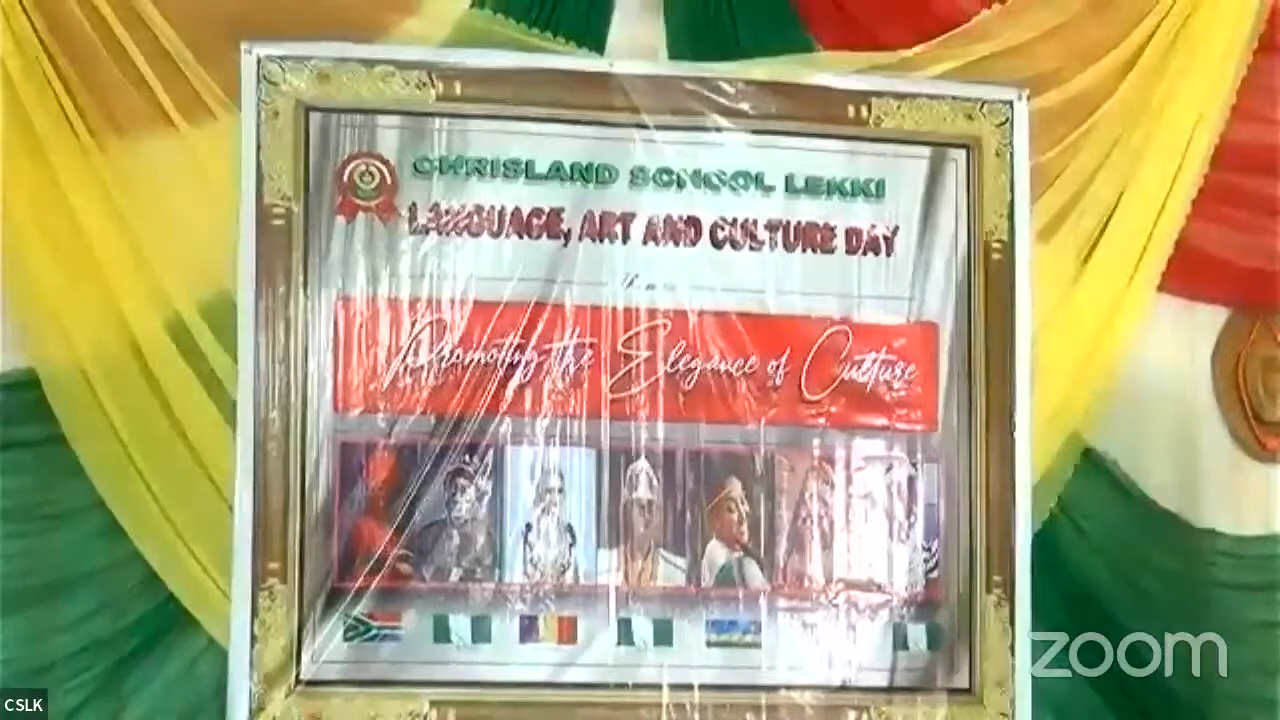 CHRISLAND SCHOOL LEKKI
LANGUAGE, ART AND CULTURE DAY
Promoting the Elegance of Culture
zoom
CSLK